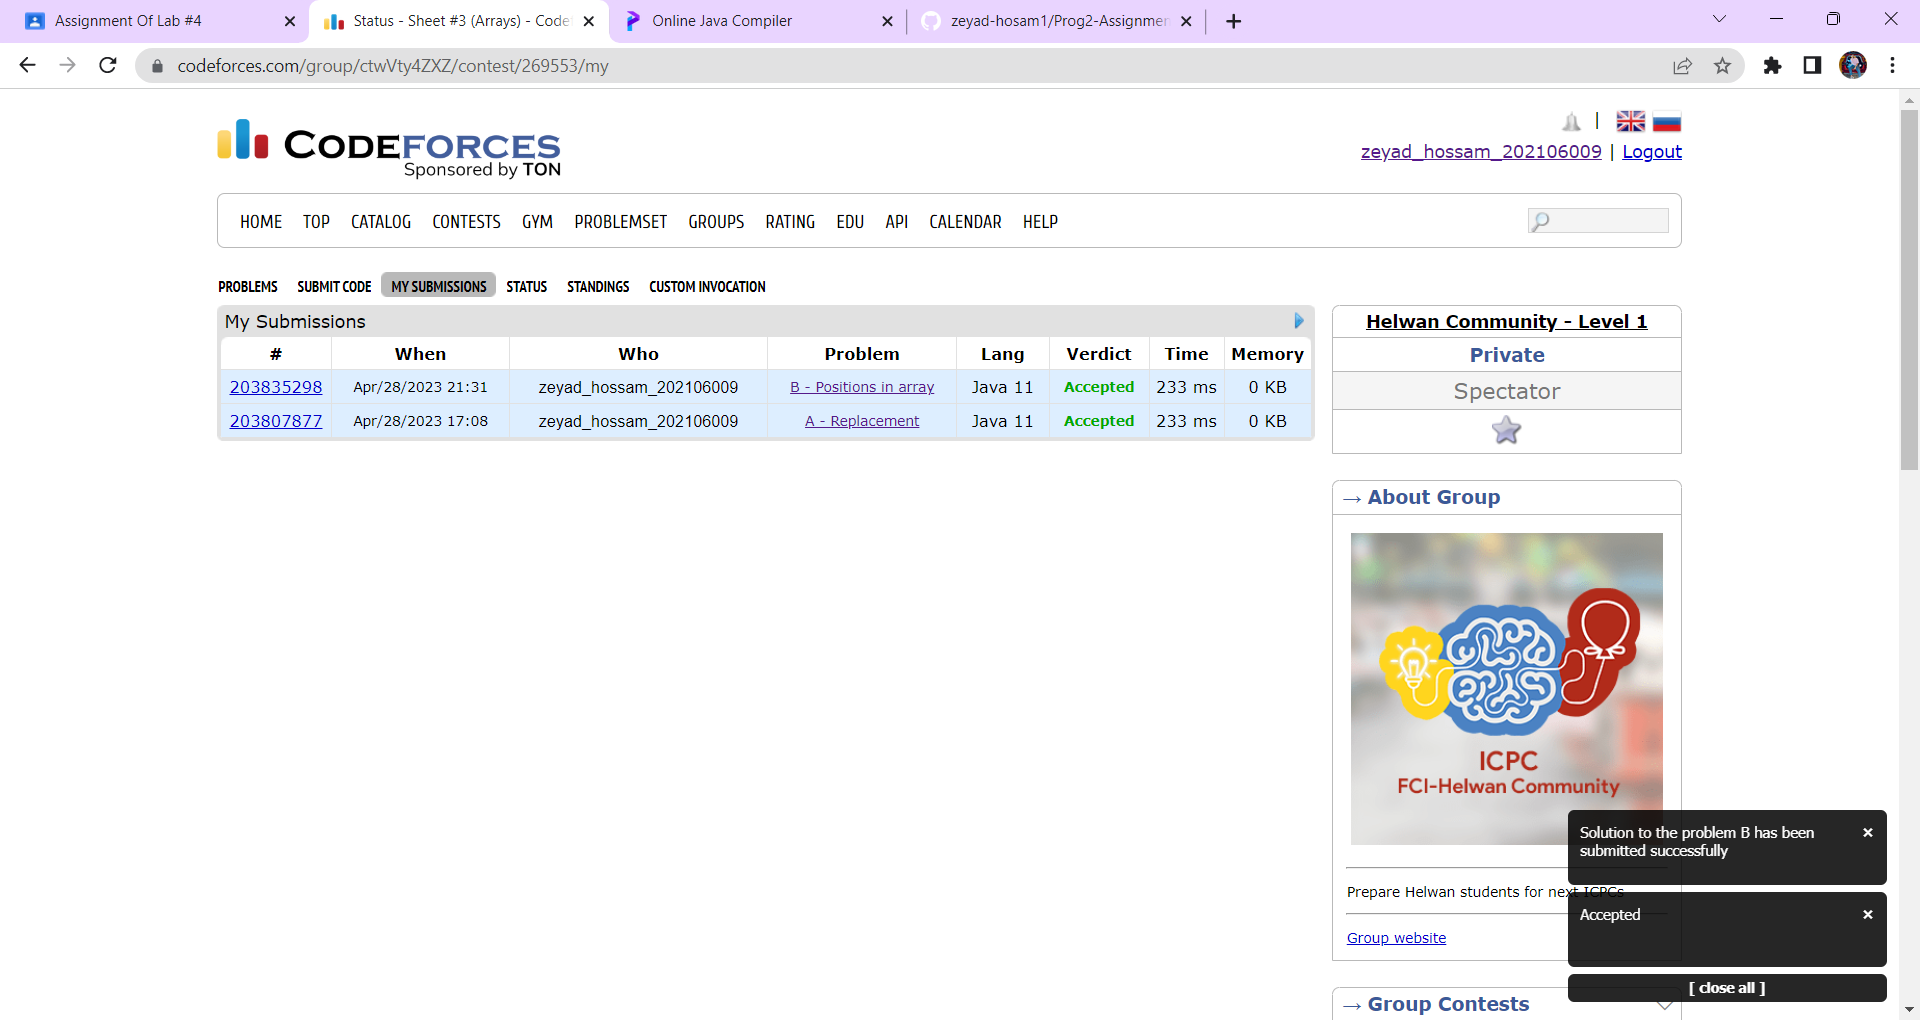 Assignment Of Lab #4
Status - Sheet #3 (Arrays) - Code
Online Java Compiler
zeyad-hosam1/Prog2-Assignmen
codeforces.com/group/ctwVty4ZXZ/contest/269553/my
CODEFORCES
Sponsored by TON
|
zeyad_hossam_202106009 | Logout
HOME TOP CATALOG CONTESTS GYM PROBLEMSET GROUPS RATING EDU API CALENDAR HELP
PROBLEMS SUBMIT CODE MY SUBMISSIONS STATUS STANDINGS CUSTOM INVOCATION
My Submissions
# When Who Problem Lang Verdict Time Memory
203835298 Apr/28/2023 21:31 zeyad_hossam_202106009 B - Positions in array Java 11 Accepted 233 ms 0 KB
203807877 Apr/28/2023 17:08 zeyad_hossam_202106009 A - Replacement Java 11 Accepted 233 ms 0 KB
Helwan Community - Level 1
Private
Spectator
→ About Group
ICPC
FCI-Helwan Community
Prepare Helwan students for next ICPCs
Group website
→ Group Contests
Solution to the problem B has been
submitted successfully
Accepted
[ close all ]